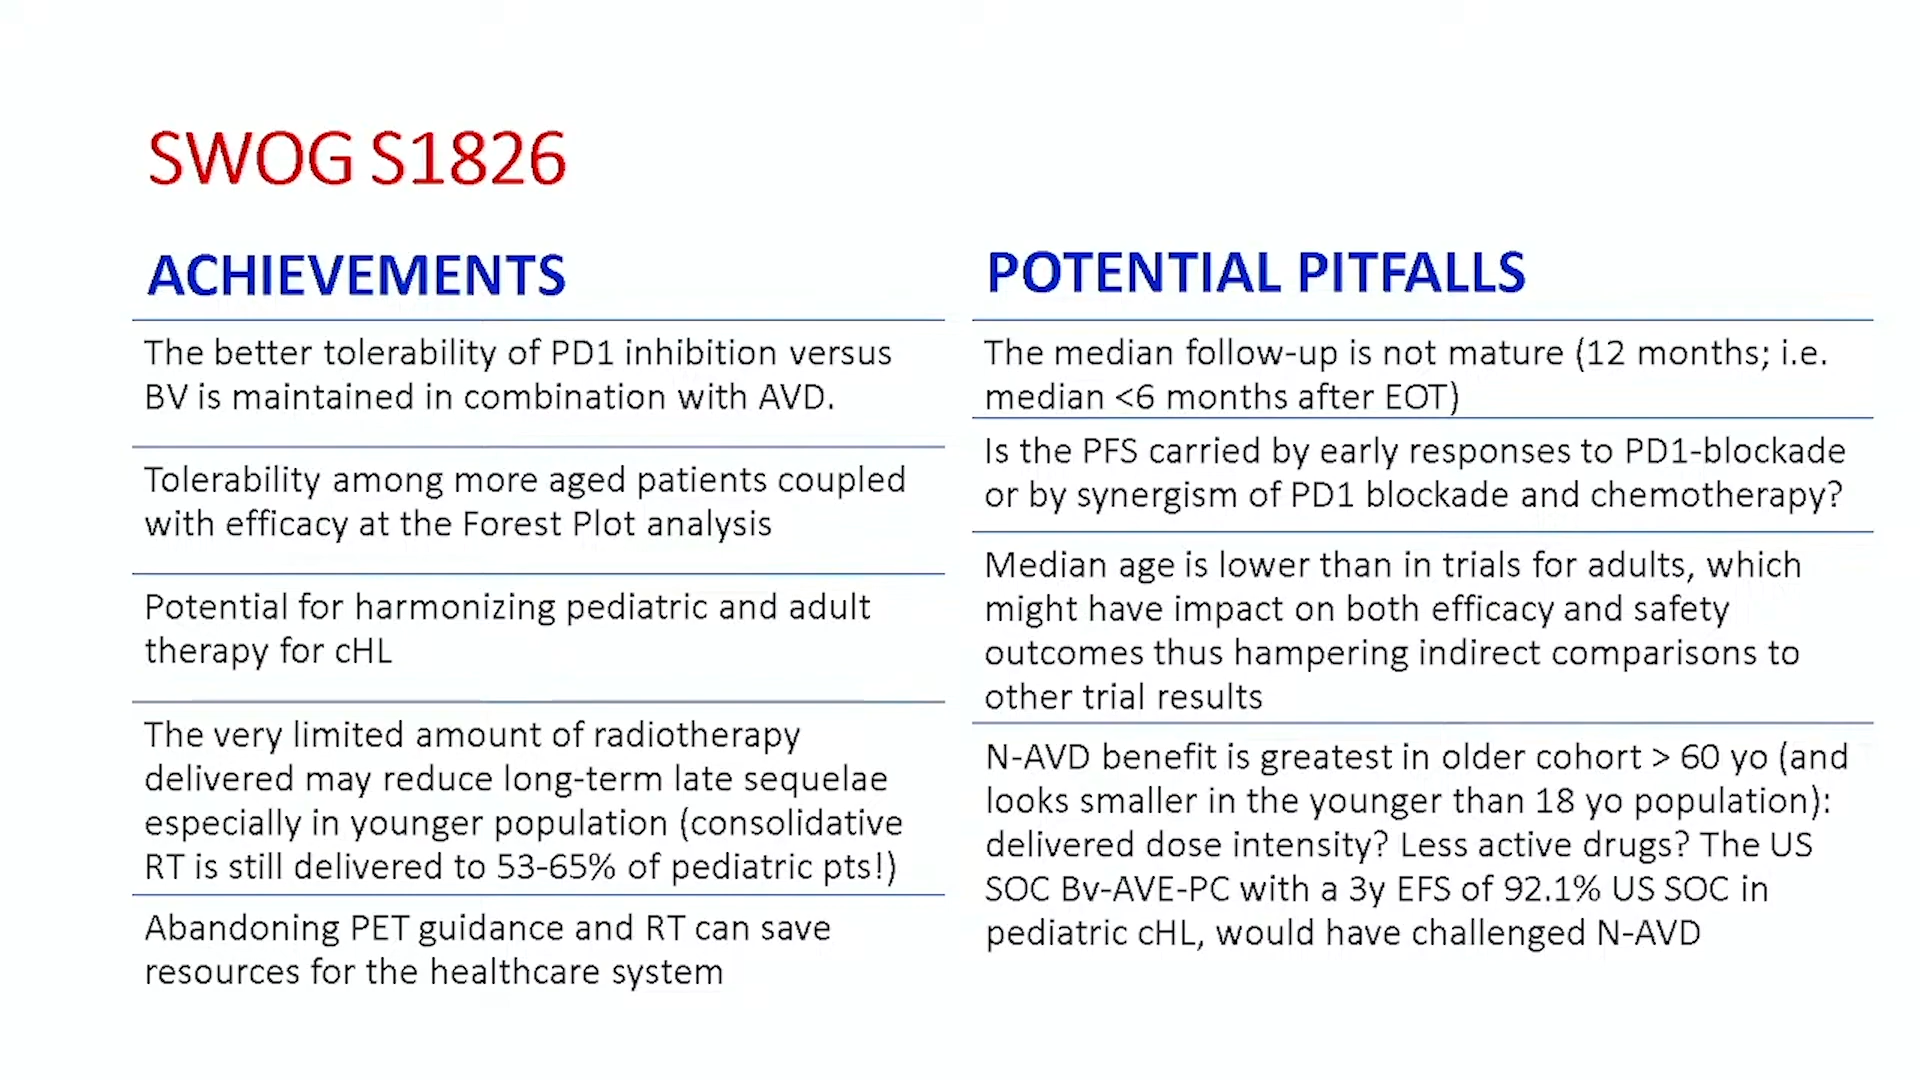 SWOG S1826
ACHIEVEMENTS
The better tolerability of PD1 inhibition versus
BV is maintained in combination with AVD.
Tolerability among more aged patients coupled
with efficacy at the Forest Plot analysis
Potential for harmonizing pediatric and adult
therapy for cHL
The very limited amount of radiotherapy
delivered may reduce long-term late sequelae
especially in younger population (consolidative
RT is still delivered to 53-65% of pediatric pts!)
Abandoning PET guidance and RT can save
resources for the healthcare system
POTENTIAL PITFALLS
The median follow-up is not mature (12 months; i.e.
median <6 months after EOT)
Is the PFS carried by early responses to PD1-blockade
or by synergism of PD1 blockade and chemotherapy?
Median age is lower than in trials for adults, which
might have impact on both efficacy and safety
outcomes thus hampering indirect comparisons to
other trial results
N-AVD benefit is greatest in older cohort > 60 yo (and
looks smaller in the younger than 18 yo population):
delivered dose intensity? Less active drugs? The US
SOC Bv-AVE-PC with a 3y EFS of 92.1% US SOC in
pediatric cHL, would have challenged N-AVD